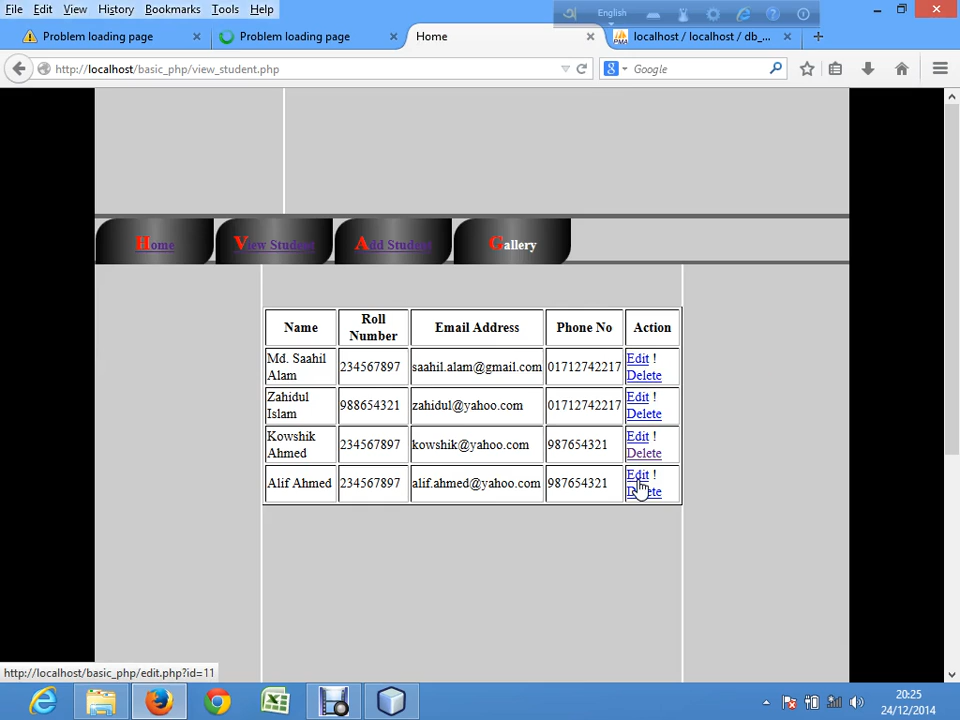 File Edit View History Bookmarks Tools Help
English
Problem loading page
Problem loading page
Home
localhost / localhost / db_...
http://localhost/basic_php/view_student.php
Google
Home
View Student
Add Student
Gallery
Name
Roll
Number
Email Address
Phone No
Action
Md. Saahil
Alam
234567897
saahil.alam@gmail.com
01712742217
Edit !
Delete
Zahidul
Islam
988654321
zahidul@yahoo.com
01712742217
Edit !
Delete
Kowshik
Ahmed
234567897
kowshik@yahoo.com
987654321
Edit !
Delete
Alif Ahmed
234567897
alif.ahmed@yahoo.com
987654321
Edit !
Delete
http://localhost/basic_php/edit.php?id=11
20:25
24/12/2014